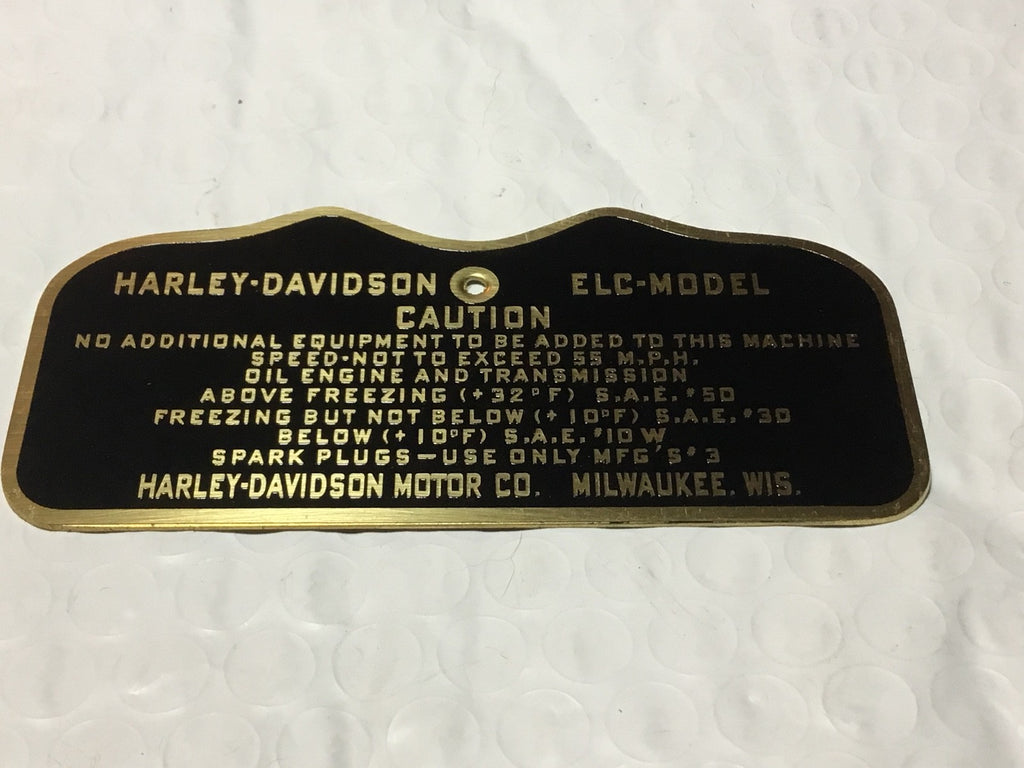 HARLEY-DAVIDSON ELC-MODEL
CAUTION
NO ADDITIONAL EQUIPMENT TO BE ADDED TO THIS MACHINE
SPEED-NOT TO EXCEED 55 M.P.H.
OIL ENGINE AND TRANSMISSION
ABOVE FREEZING (+32°F) S.A.E. #50
FREEZING BUT NOT BELOW (+10°F) S.A.E. #30
BELOW (+10°F) S.A.E. #10 W
SPARK PLUGS—USE ONLY MFG'S #3
HARLEY-DAVIDSON MOTOR CO. MILWAUKEE. WIS.